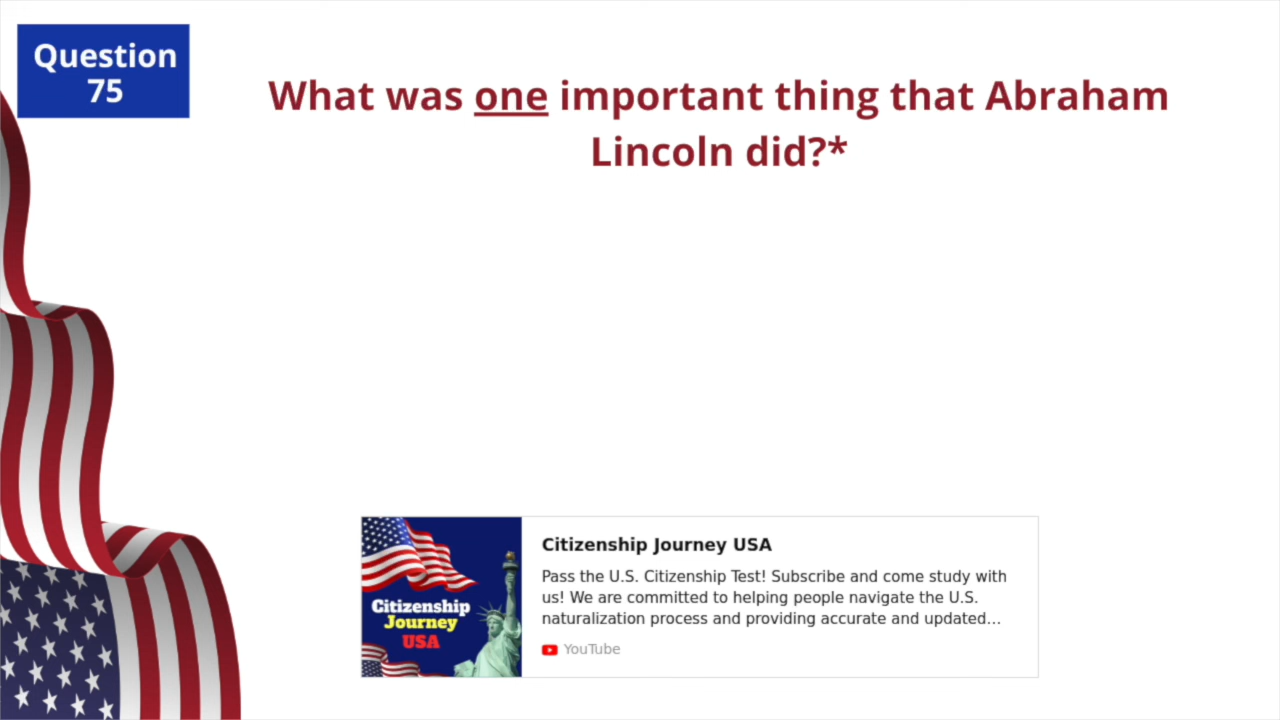 Question
75
What was one important thing that Abraham
Lincoln did?*
Citizenship Journey USA
Pass the U.S. Citizenship Test! Subscribe and come study with
us! We are committed to helping people navigate the U.S.
naturalization process and providing accurate and updated...
YouTube
Citizenship
Journey
USA